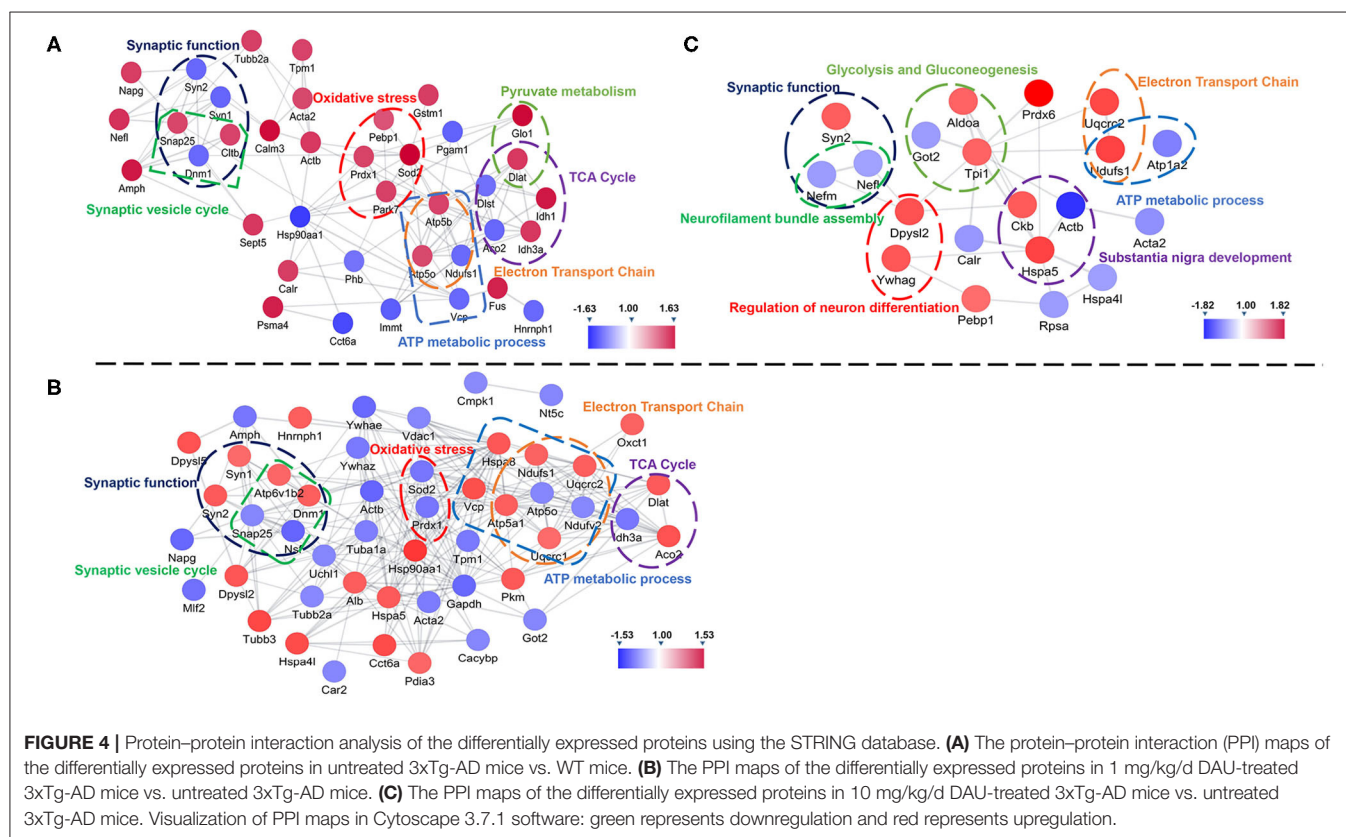 A
Synaptic function
Tubb2a
Tpm1
Napg
Syn2
Oxidative stress
Gstm1
Pyruvate metabolism
Syn1
Acta2
Pebp1
Glo1
Nefl
Snap25
Cltb
Calm3
Actb
Pgam1
Prdx1
Sod2
Dlat
TCA Cycle
Dnm1
Amph
Park7
Dlst
Idh1
Synaptic vesicle cycle
Atp5b
Sept5
Hsp90aa1
Aco2
Idh3a
Phb
Atp5o
Ndufs1
Electron Transport Chain
Calr
Psma4
Immt
Vcp
Fus
Hnrnph1
Cct6a
ATP metabolic process
-1.63 1.00 1.63
C
Glycolysis and Gluconeogenesis
Electron Transport Chain
Synaptic function
Aldoa
Prdx6
Uqcrc2
Syn2
Got2
Ndufs1
Atp1a2
Nefm
Nefl
Tpi1
ATP metabolic process
Neurofilament bundle assembly
Dpysl2
Ckb
Actb
Acta2
Calr
Hspa5
Substantia nigra development
Ywhag
Hspa4l
Regulation of neuron differentiation
Pebp1
Rpsa
-1.82 1.00 1.82
B
Cmpk1
Nt5c
Electron Transport Chain
Amph
Hnrnph1
Ywhae
Vdac1
Oxct1
Dpysl5
Oxidative stress
Hspa8
Ndufs1
TCA Cycle
Syn1
Ywhaz
Uqcrc2
Synaptic function
Atp6v1b2
Sod2
Dlat
Syn2
Dnm1
Actb
Vcp
Atp5o
Snap25
Prdx1
Atp5a1
Ndufv2
Idh3a
Nsf
Tuba1a
Aco2
Napg
Hsp90aa1
Tpm1
Uqcrc1
Synaptic vesicle cycle
Uchl1
ATP metabolic process
Mlf2
Dpysl2
Tubb2a
Alb
Hspa5
Acta2
Gapdh
Pkm
Tubb3
Got2
Hspa4l
Cct6a
Pdia3
Cacybp
Car2
-1.53 1.00 1.53
FIGURE 4 | Protein–protein interaction analysis of the differentially expressed proteins using the STRING database. (A) The protein–protein interaction (PPI) maps of
the differentially expressed proteins in untreated 3xTg-AD mice vs. WT mice. (B) The PPI maps of the differentially expressed proteins in 1 mg/kg/d DAU-treated
3xTg-AD mice vs. untreated 3xTg-AD mice. (C) The PPI maps of the differentially expressed proteins in 10 mg/kg/d DAU-treated 3xTg-AD mice vs. untreated
3xTg-AD mice. Visualization of PPI maps in Cytoscape 3.7.1 software: green represents downregulation and red represents upregulation.